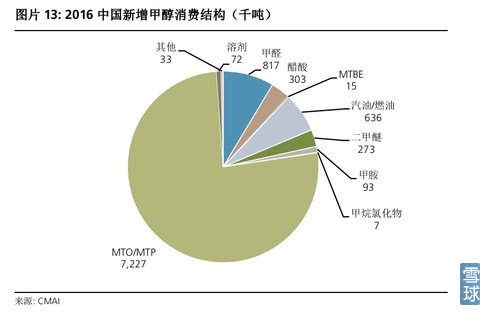 图片 13: 2016 中国新增甲醇消费结构（千吨）
其他
33
溶剂
72
甲醛
817
醋酸
303
MTBE
15
汽油/燃油
636
二甲醚
273
甲胺
93
甲烷氯化物
7
MTO/MTP
7,227
来源: CMAI
雪球